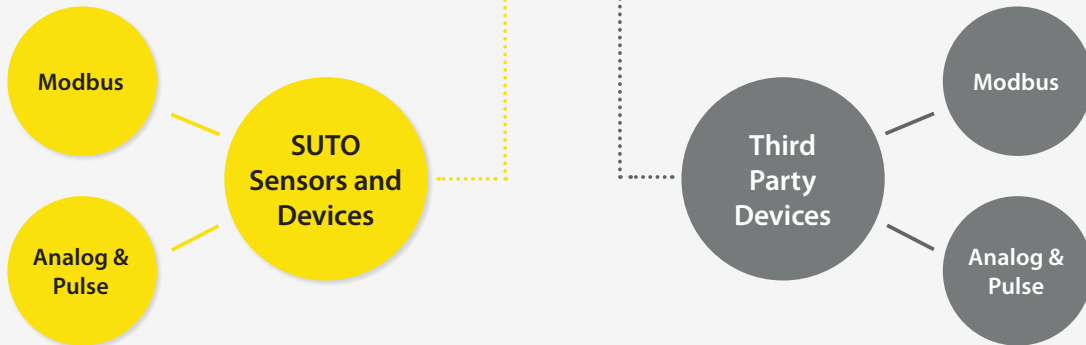 Modbus
SUTO
Sensors and
Devices
Analog &
Pulse
Third
Party
Devices
Modbus
Analog &
Pulse